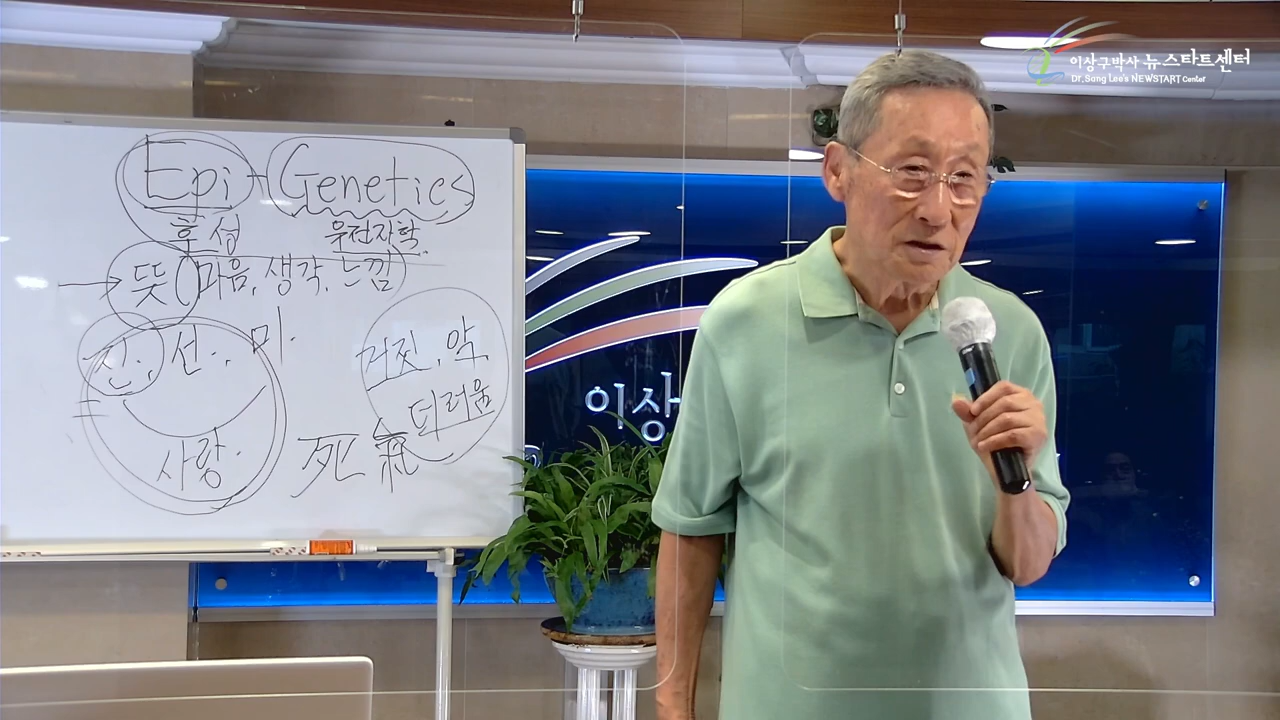 이상구박사 뉴스타트센터
Dr. Sang Lee's NEWSTART Center
Epi - Genetics
후성 유전자학
→ 뜻 (마음, 생각, 느낌)
진, 선, 미.
거짓, 악
더러움
사랑.
死氣
이상